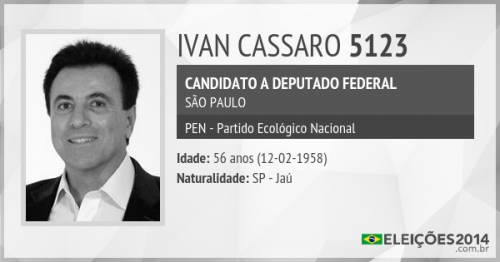 IVAN CASSARO 5123
CANDIDATO A DEPUTADO FEDERAL
SÃO PAULO
PEN - Partido Ecológico Nacional
Idade: 56 anos (12-02-1958)
Naturalidade: SP - Jaú
ELEIÇÕES2014
.com.br